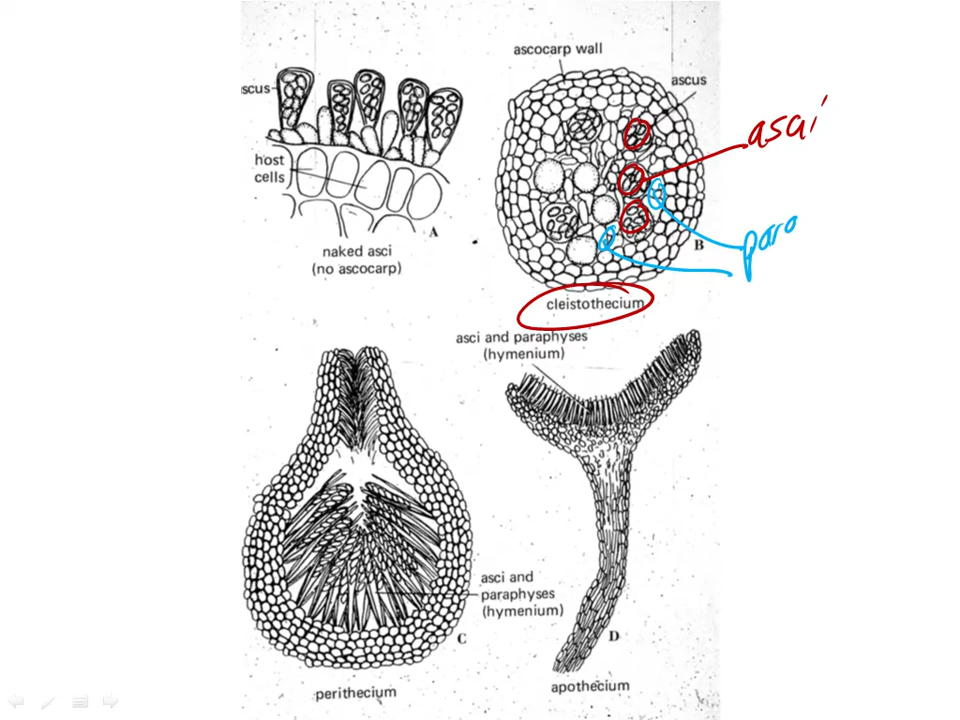 ascocarp wall
ascus
scus
asci
host
cells
A
B
para
naked asci
(no ascocarp)
cleistothecium
asci and paraphyses
(hymenium)
asci and
paraphyses
(hymenium)
C
D
perithecium
apothecium